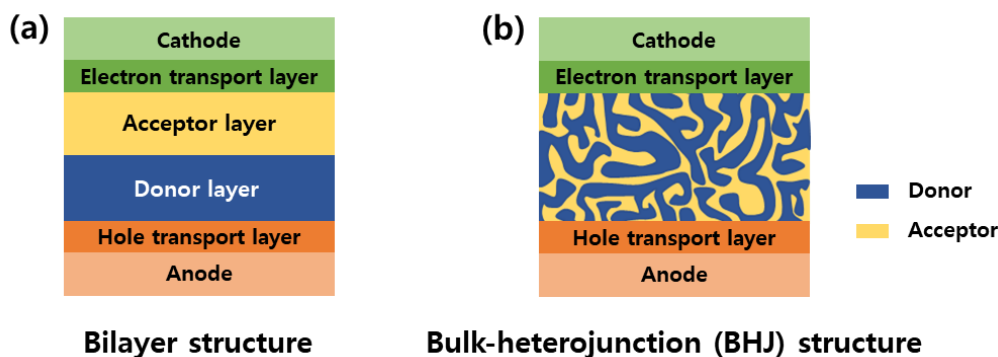 (a)
Cathode
Electron transport layer
Acceptor layer
Donor layer
Hole transport layer
Anode
Bilayer structure
(b)
Cathode
Electron transport layer
Hole transport layer
Anode
Bulk-heterojunction (BHJ) structure
Donor
Acceptor